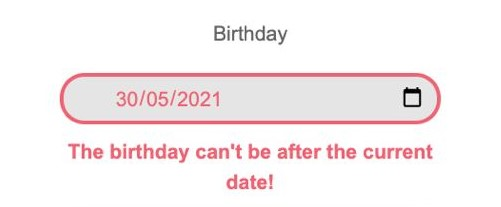 Birthday
30/05/2021
The birthday can't be after the current
date!